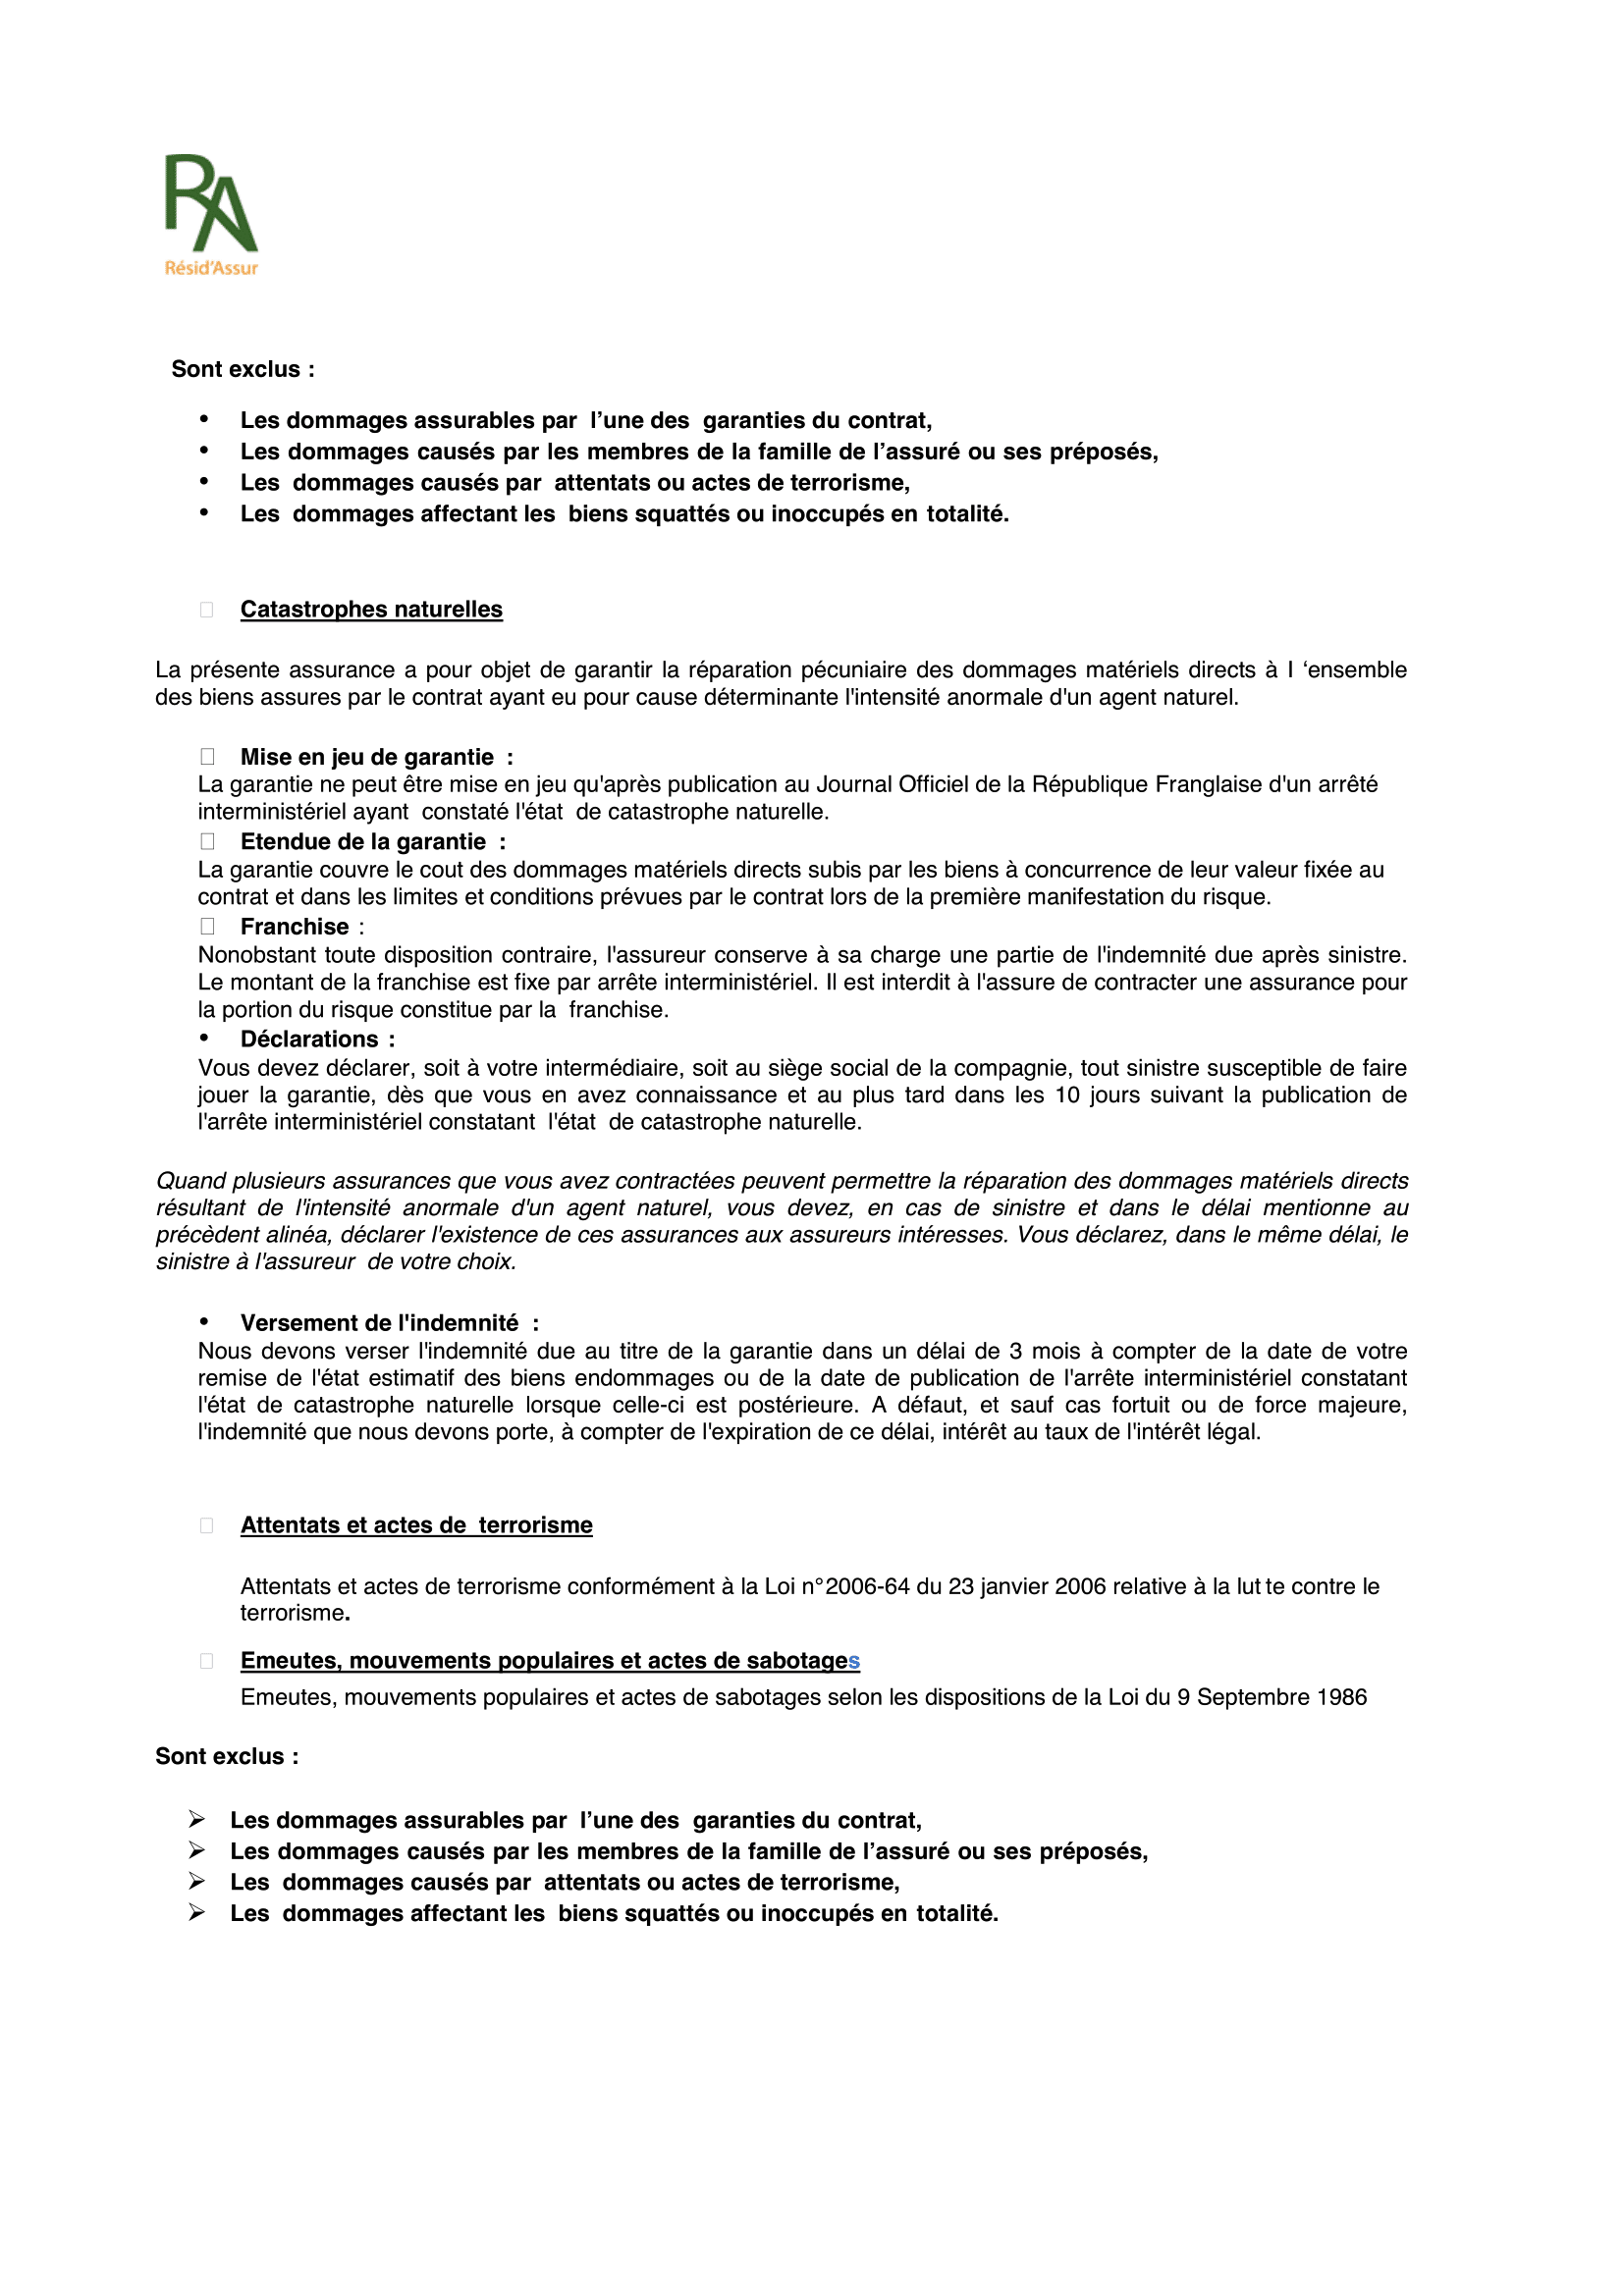 RA
Résid'Assur
Sont exclus :
• Les dommages assurables par l’une des garanties du contrat,
• Les dommages causés par les membres de la famille de l’assuré ou ses préposés,
• Les dommages causés par attentats ou actes de terrorisme,
• Les dommages affectant les biens squattés ou inoccupés en totalité.
Catastrophes naturelles
La présente assurance a pour objet de garantir la réparation pécuniaire des dommages matériels directs à l ‘ensemble
des biens assures par le contrat ayant eu pour cause déterminante l'intensité anormale d'un agent naturel.
Mise en jeu de garantie :
La garantie ne peut être mise en jeu qu'après publication au Journal Officiel de la République Franglaise d'un arrêté
interministériel ayant constaté l'état de catastrophe naturelle.
Etendue de la garantie :
La garantie couvre le cout des dommages matériels directs subis par les biens à concurrence de leur valeur fixée au
contrat et dans les limites et conditions prévues par le contrat lors de la première manifestation du risque.
Franchise :
Nonobstant toute disposition contraire, l'assureur conserve à sa charge une partie de l'indemnité due après sinistre.
Le montant de la franchise est fixe par arrête interministériel. Il est interdit à l'assure de contracter une assurance pour
la portion du risque constitue par la franchise.
• Déclarations :
Vous devez déclarer, soit à votre intermédiaire, soit au siège social de la compagnie, tout sinistre susceptible de faire
jouer la garantie, dès que vous en avez connaissance et au plus tard dans les 10 jours suivant la publication de
l'arrête interministériel constatant l'état de catastrophe naturelle.
Quand plusieurs assurances que vous avez contractées peuvent permettre la réparation des dommages matériels directs
résultant de l'intensité anormale d'un agent naturel, vous devez, en cas de sinistre et dans le délai mentionne au
précèdent alinéa, déclarer l'existence de ces assurances aux assureurs intéresses. Vous déclarez, dans le même délai, le
sinistre à l'assureur de votre choix.
• Versement de l'indemnité :
Nous devons verser l'indemnité due au titre de la garantie dans un délai de 3 mois à compter de la date de votre
remise de l'état estimatif des biens endommages ou de la date de publication de l'arrête interministériel constatant
l'état de catastrophe naturelle lorsque celle-ci est postérieure. A défaut, et sauf cas fortuit ou de force majeure,
l'indemnité que nous devons porte, à compter de l'expiration de ce délai, intérêt au taux de l'intérêt légal.
Attentats et actes de terrorisme
Attentats et actes de terrorisme conformément à la Loi n°2006-64 du 23 janvier 2006 relative à la lut te contre le
terrorisme.
Emeutes, mouvements populaires et actes de sabotages
Emeutes, mouvements populaires et actes de sabotages selon les dispositions de la Loi du 9 Septembre 1986
Sont exclus :
➢ Les dommages assurables par l’une des garanties du contrat,
➢ Les dommages causés par les membres de la famille de l’assuré ou ses préposés,
➢ Les dommages causés par attentats ou actes de terrorisme,
➢ Les dommages affectant les biens squattés ou inoccupés en totalité.